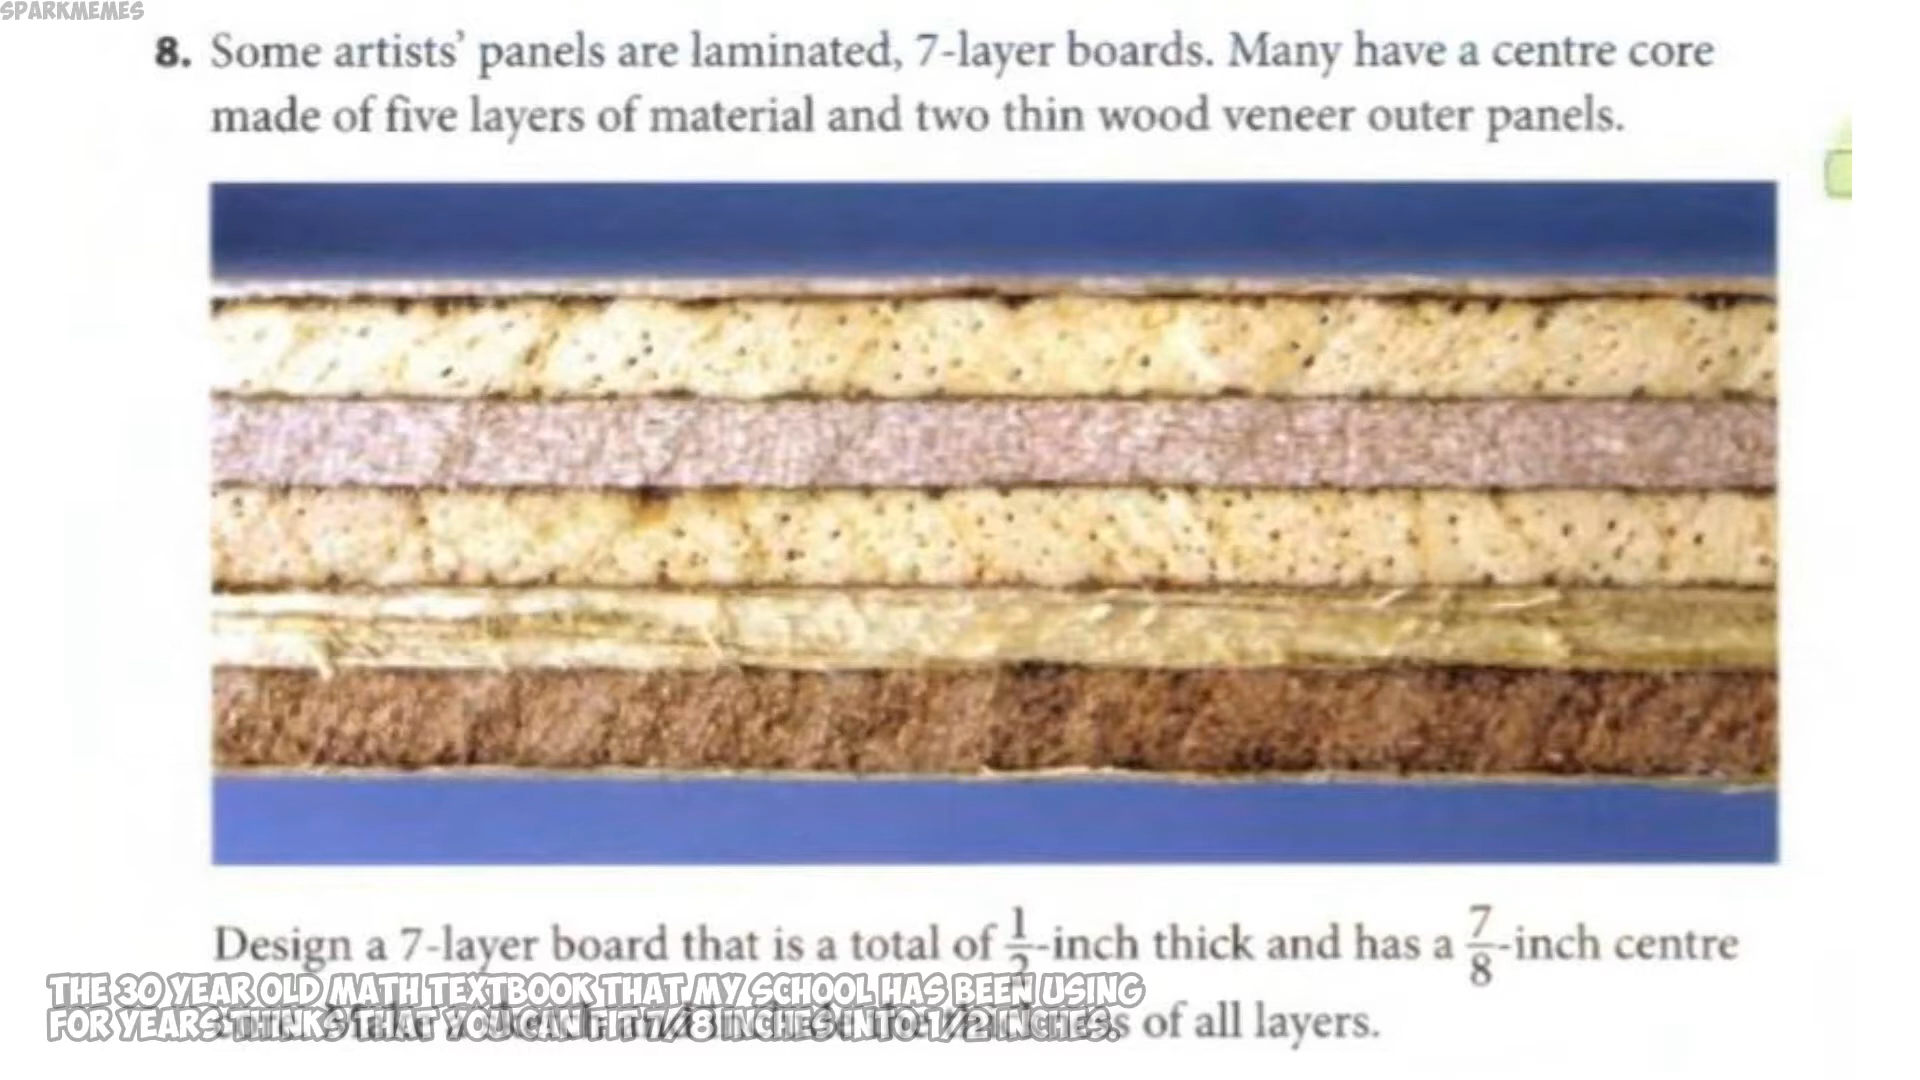 SPARKMEMES
8. Some artists' panels are laminated, 7-layer boards. Many have a centre core
made of five layers of material and two thin wood veneer outer panels.
Design a 7-layer board that is a total of 1/2-inch thick and has a 7/8-inch centre
THE 30 YEAR OLD MATH TEXTBOOK THAT MY SCHOOL HAS BEEN USING
FOR YEARS THINKS THAT YOU CAN FIT 7/8 INCHES INTO 1/2 INCHES.
of all layers.